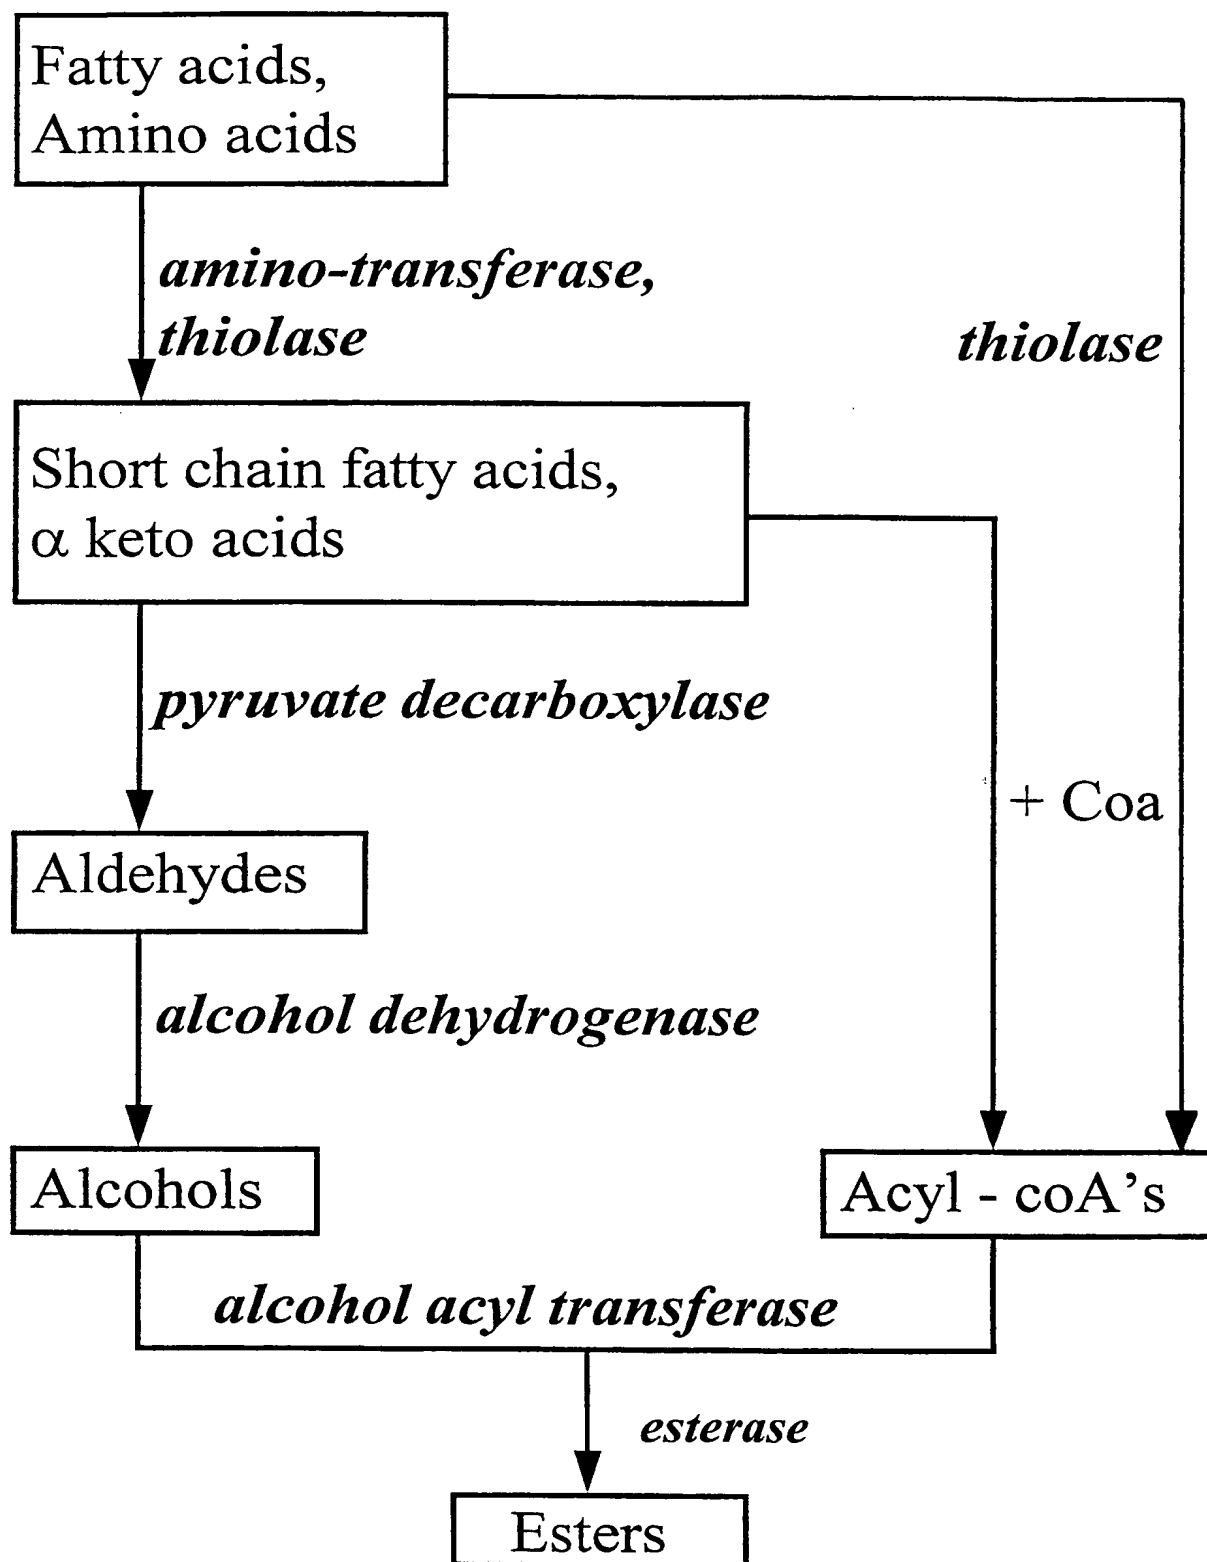 Fatty acids,
Amino acids
amino-transferase,
thiolase
thiolase
Short chain fatty acids,
α keto acids
pyruvate decarboxylase
+ Coa
Aldehydes
alcohol dehydrogenase
Alcohols
Acyl - coA’s
alcohol acyl transferase
esterase
Esters